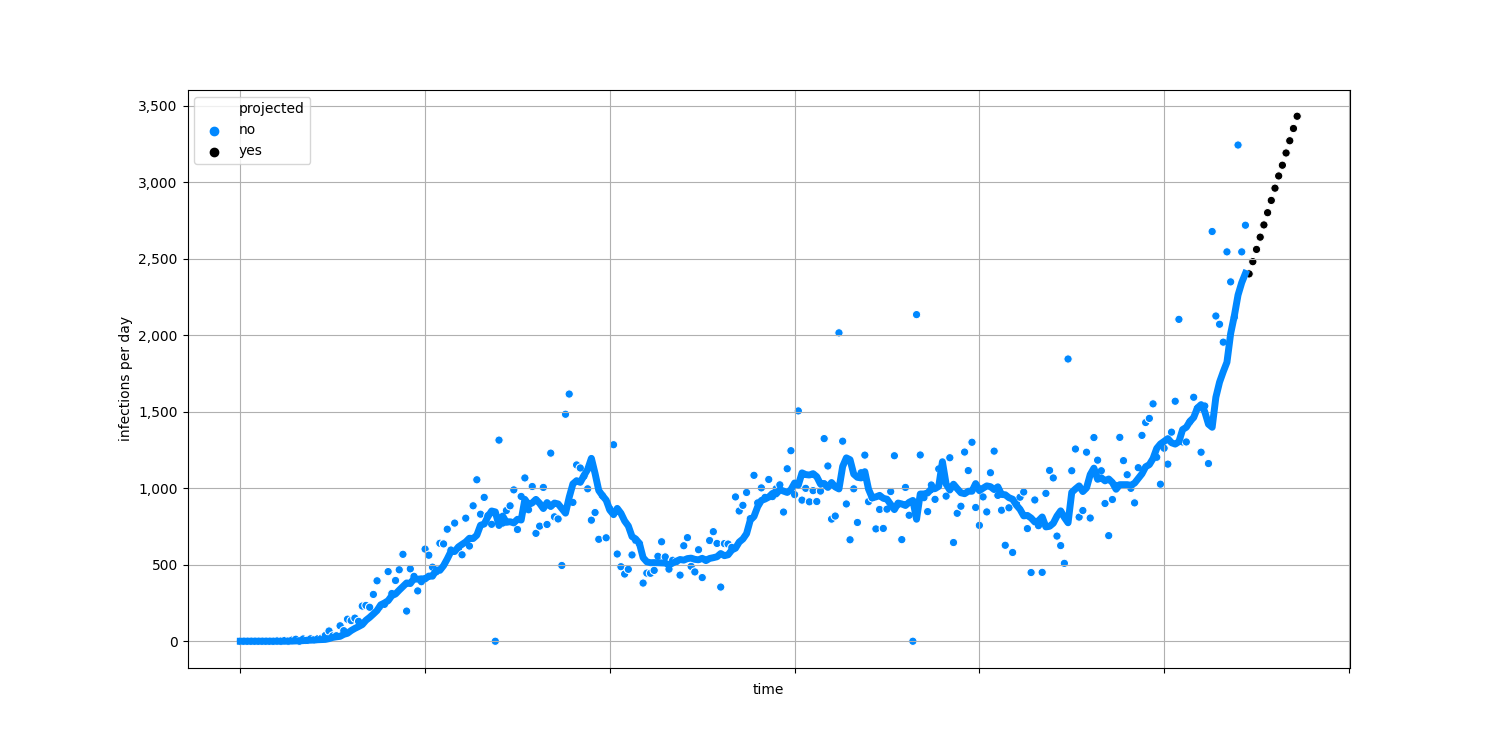 projected
no
yes
3,500
3,000
2,500
2,000
1,500
1,000
500
0
infections per day
time